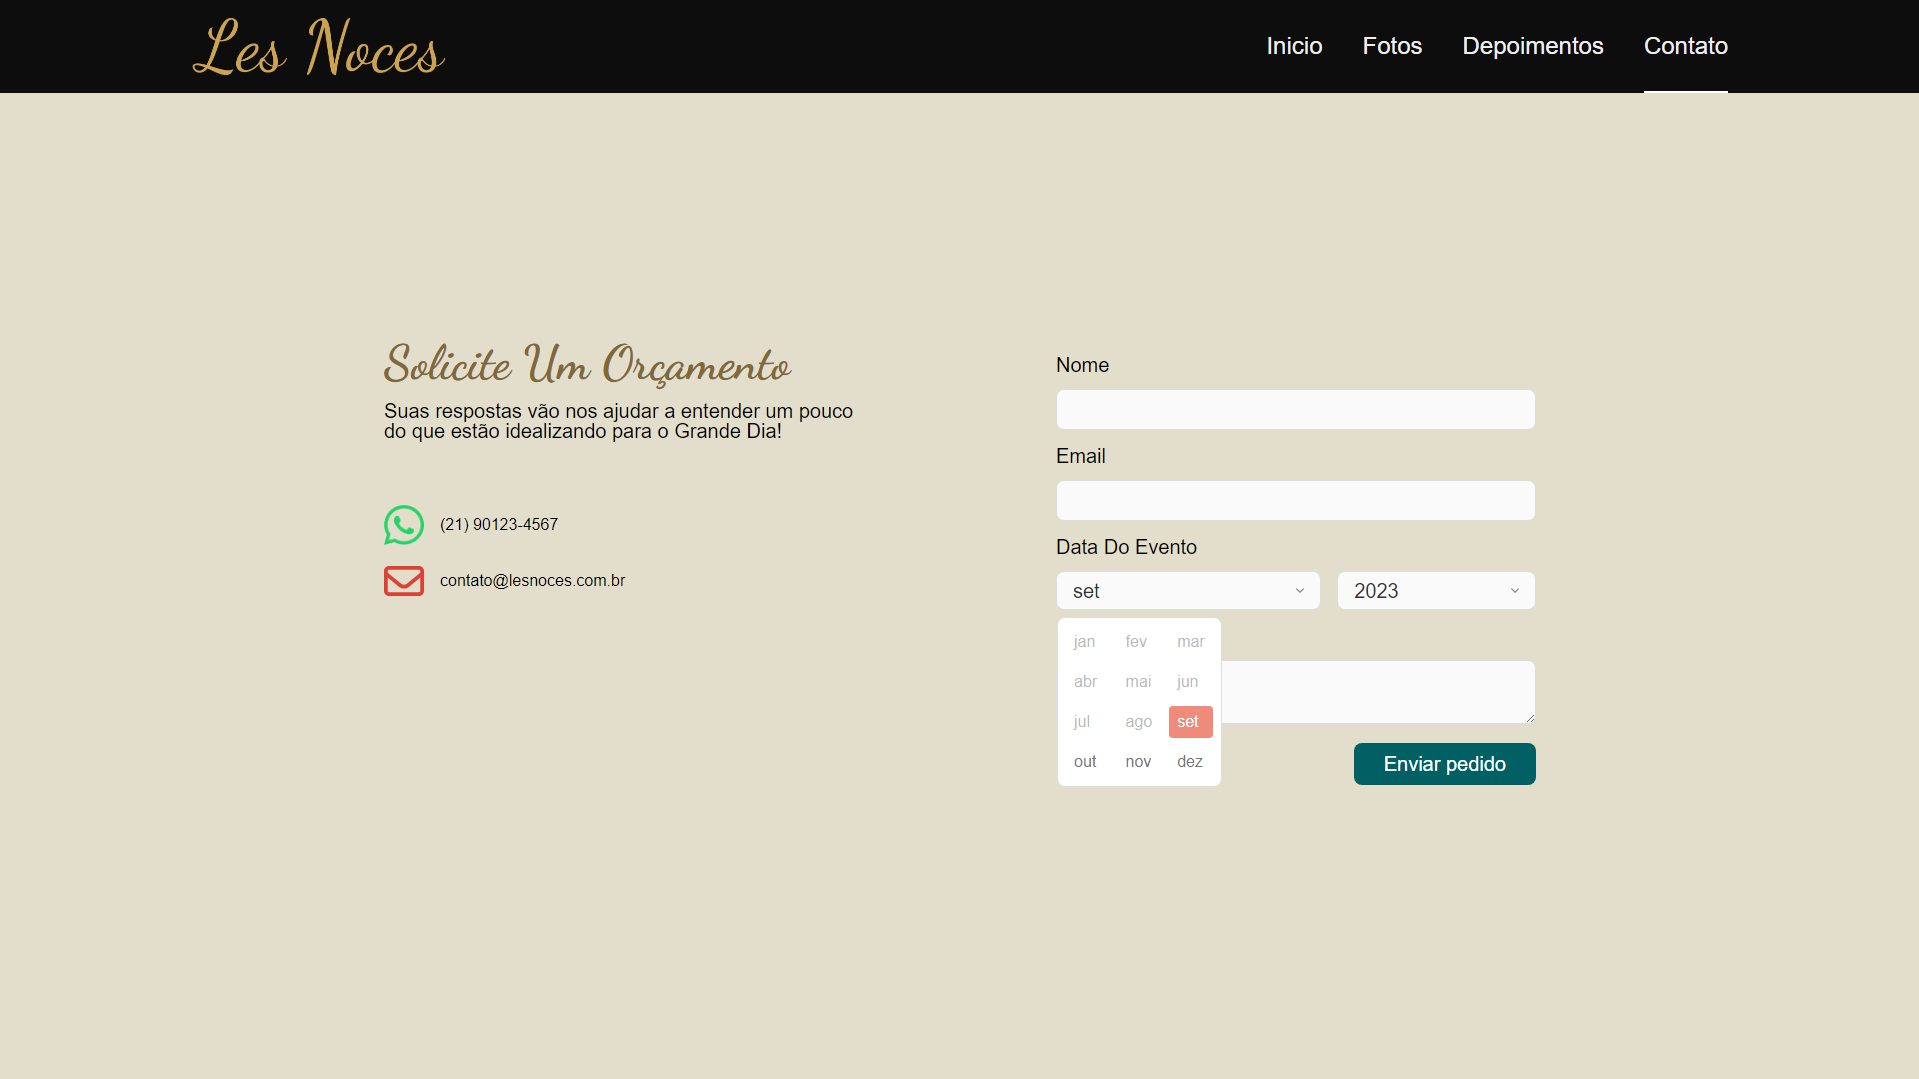 Les Noces
Inicio Fotos Depoimentos Contato
Solicite Um Orçamento
Suas respostas vão nos ajudar a entender um pouco
do que estão idealizando para o Grande Dia!
(21) 90123-4567
contato@lesnoces.com.br
Nome
Email
Data Do Evento
set 2023
jan fev mar
abr mai jun
jul ago set
out nov dez
Enviar pedido